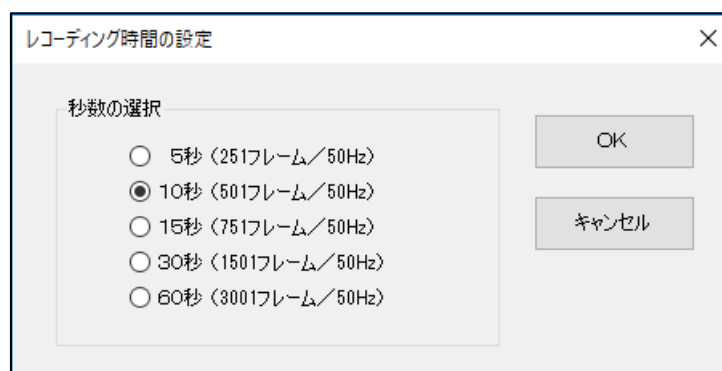 レコーディング時間の設定
秒数の選択
5秒（251フレーム／50Hz）
10秒（501フレーム／50Hz）
15秒（751フレーム／50Hz）
30秒（1501フレーム／50Hz）
60秒（3001フレーム／50Hz）
OK
キャンセル